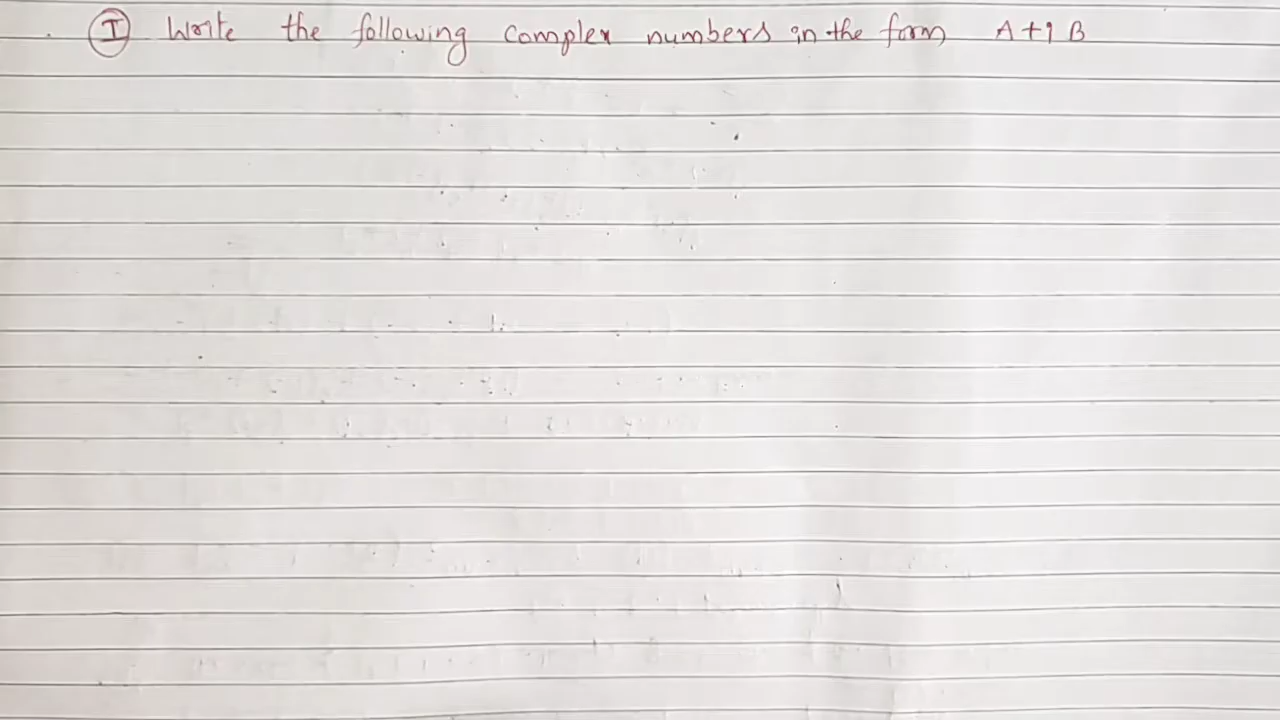 I Write the following complex numbers in the form A+iB